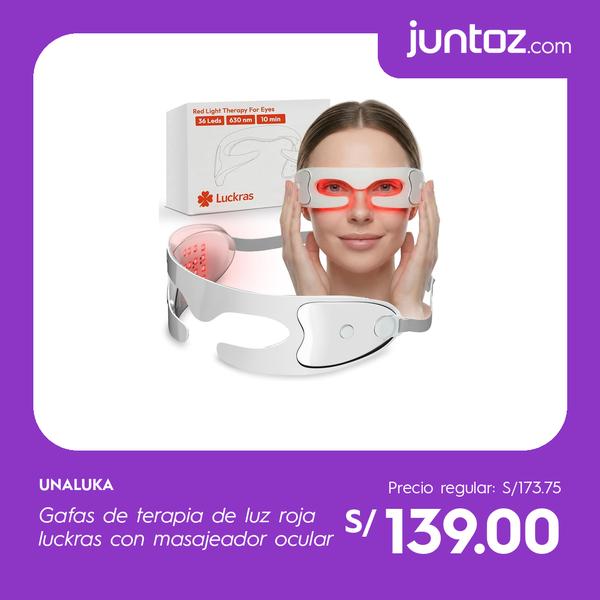 juntoz.com
Red Light Therapy For Eyes
36 Leds 630 nm 10 min
Luckras
UNALUKA
Gafas de terapia de luz roja
luckras con masajeador ocular
Precio regular: S/173.75
S/ 139.00